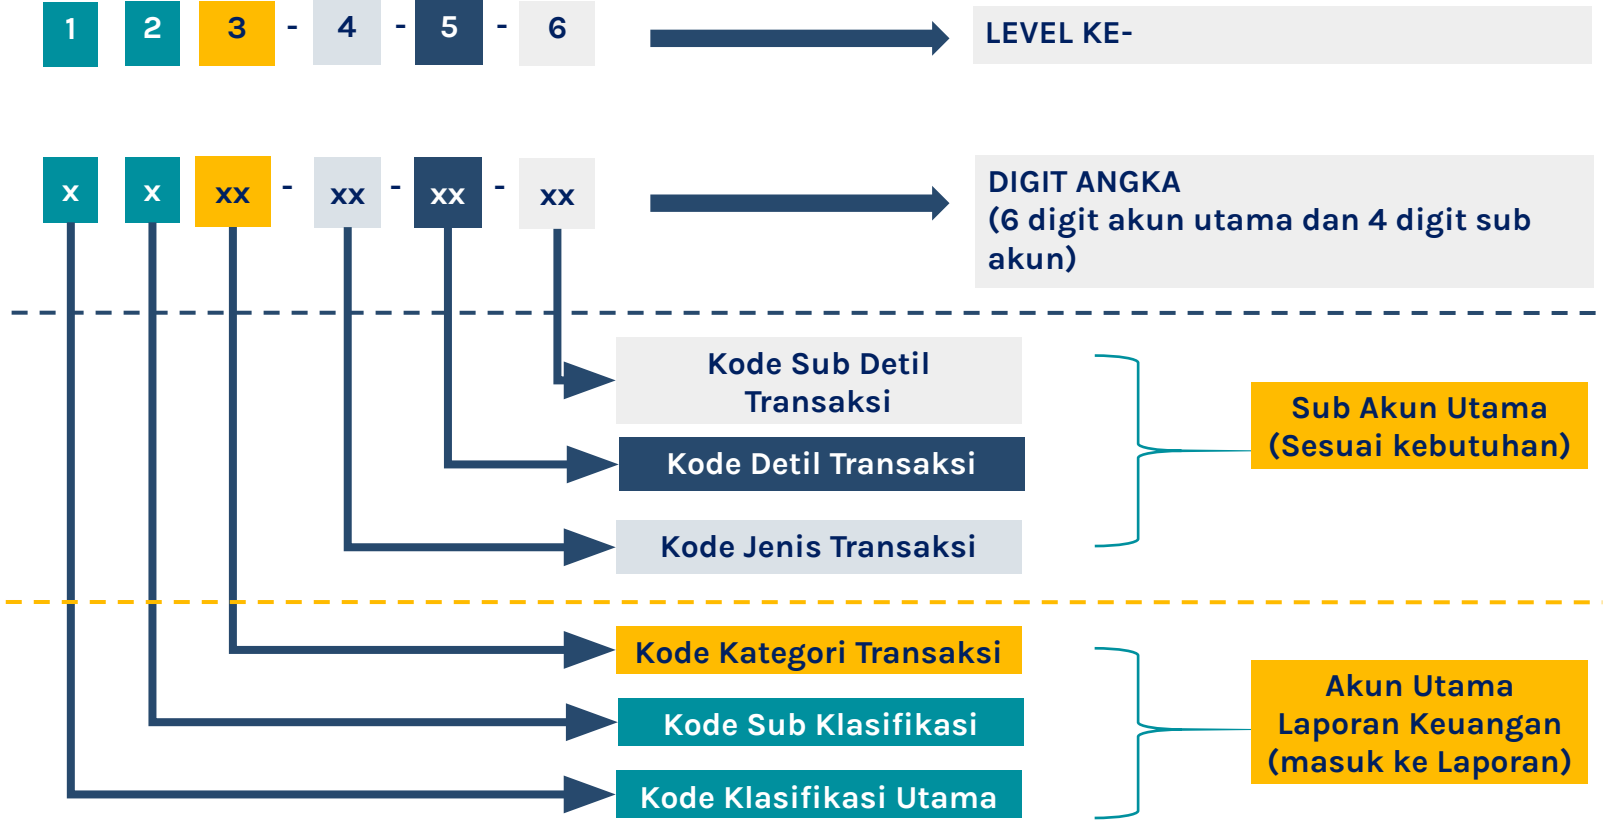 1 2 3 - 4 - 5 - 6
LEVEL KE-
x x xx - xx - xx - xx
DIGIT ANGKA
(6 digit akun utama dan 4 digit sub
akun)
Kode Sub Detil
Transaksi
Sub Akun Utama
(Sesuai kebutuhan)
Kode Detil Transaksi
Kode Jenis Transaksi
Kode Kategori Transaksi
Akun Utama
Laporan Keuangan
(masuk ke Laporan)
Kode Sub Klasifikasi
Kode Klasifikasi Utama